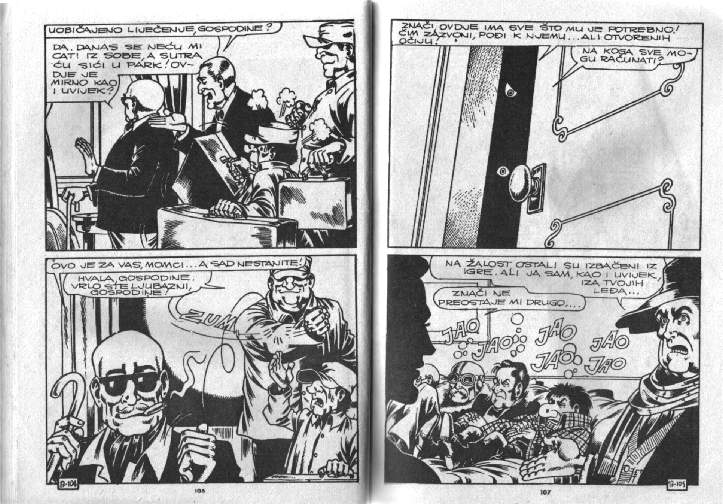 UOBIČAJENO LIJEČENJE, GOSPODINE?
DA. DANAS SE NEĆU MI
CATI IZ SOBE, A SUTRA
ĆU SIĆI U PARK! OV-
DJE JE
MIRNO KAO
I UVIJEK?
OVO JE ZA VAS, MOMCI... A SAD NESTANITE!
HVALA, GOSPODINE.
VRLO STE LJUBAZNI,
GOSPODINE!
ZUM
106
ZNAČI, OVDJE IMA SVE ŠTO MU JE POTREBNO!
ČIM ZAZVONI, POĐI K NJEMU... ALI OTVORENIH
OČIJU!
NA KOGA SVE MO-
GU RAČUNATI?
NA ŽALOST OSTALI SU IZBAČENI IZ
IGRE. ALI JA SAM, KAO I UVIJEK,
IZA TVOJIH
LEĐA...
ZNAČI NE
PREOSTAJE MI DRUGO....
JAO
JAO
JAO
JAO
JAO
JAO
107